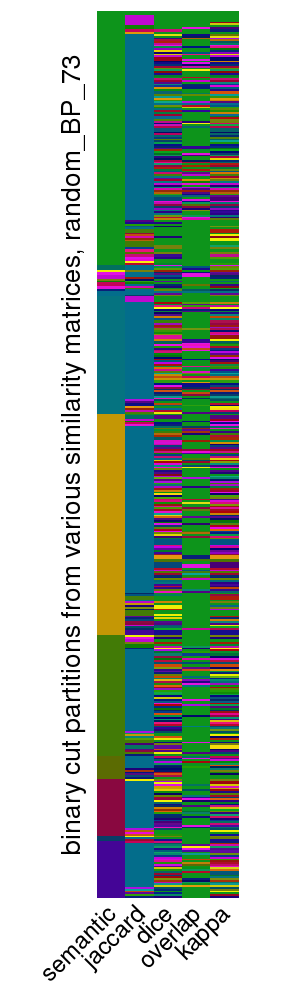 binary cut partitions from various similarity matrices, random_BP_73
semantic
jaccard
dice
overlap
kappa